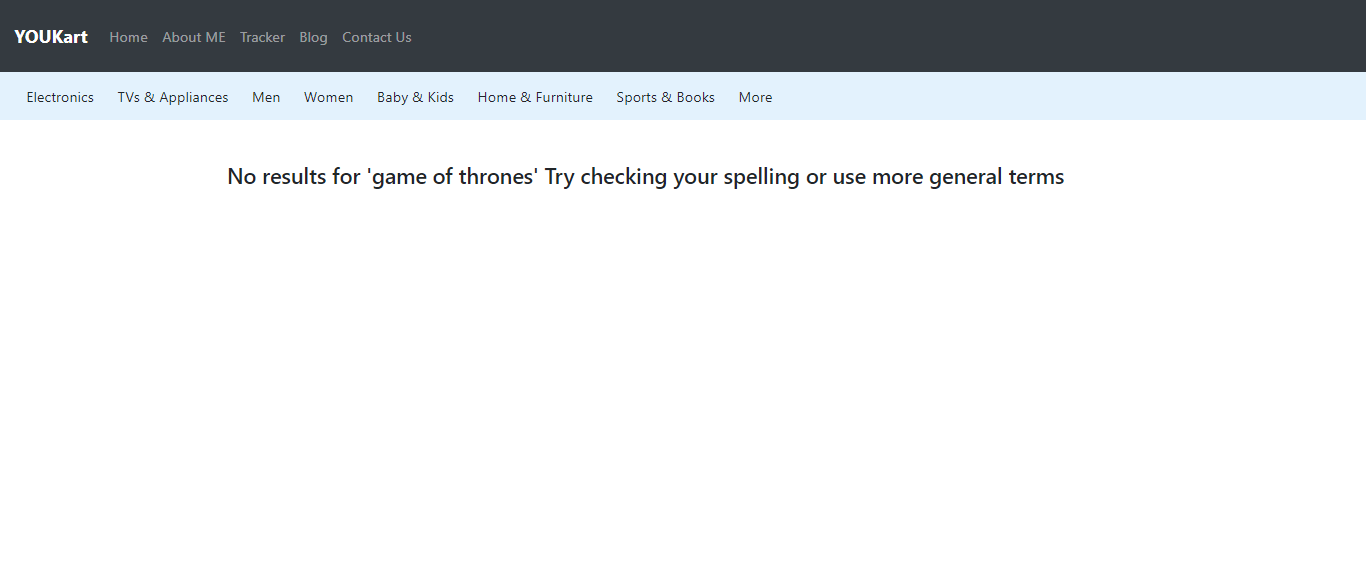 YOUKart Home About ME Tracker Blog Contact Us
Electronics TVs & Appliances Men Women Baby & Kids Home & Furniture Sports & Books More
No results for 'game of thrones' Try checking your spelling or use more general terms